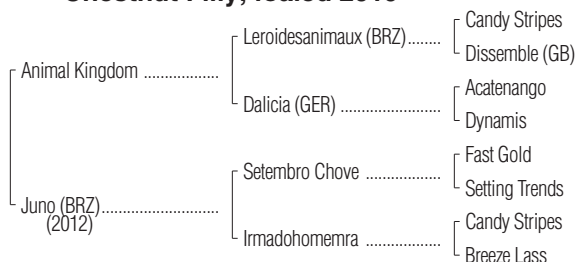 Candy Stripes
Leroidesanimaux (BRZ)........
Dissemble (GB)
Animal Kingdom ..................
Acatenango
Dalicia (GER) ........................
Dynamis
Fast Gold
Setembro Chove ..................
Setting Trends
Juno (BRZ)............................
(2012)
Candy Stripes
Irmadohomemra ..................
Breeze Lass